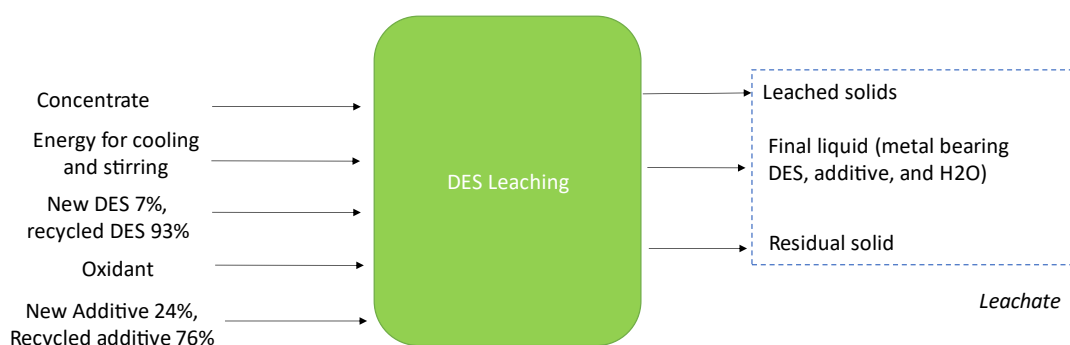 Concentrate
Energy for cooling
and stirring
New DES 7%,
recycled DES 93%
Oxidant
New Additive 24%,
Recycled additive 76%
DES Leaching
Leached solids
Final liquid (metal bearing
DES, additive, and H2O)
Residual solid
Leachate